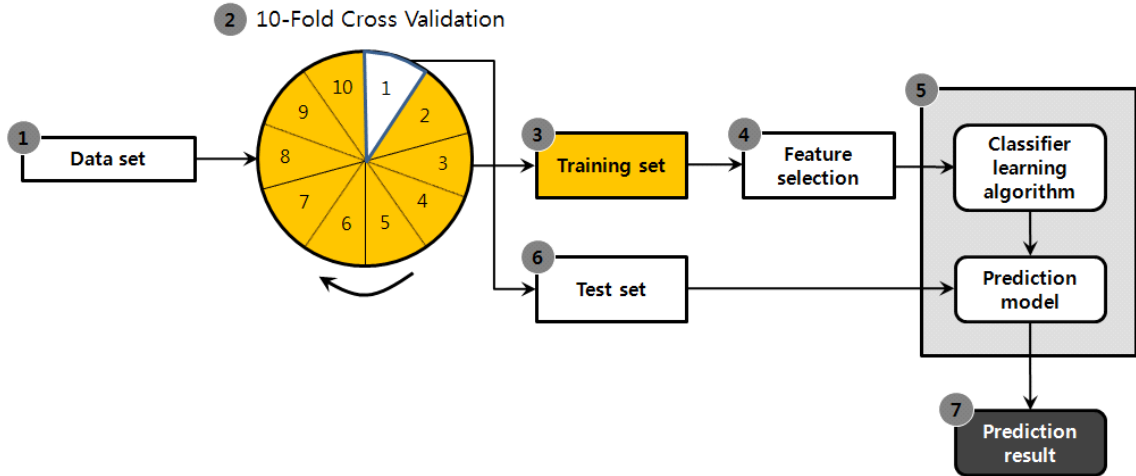 2 10-Fold Cross Validation
1 Data set
1
2
3
4
5
6
7
8
9
10
3 Training set
4 Feature
selection
5
Classifier
learning
algorithm
6 Test set
Prediction
model
7 Prediction
result